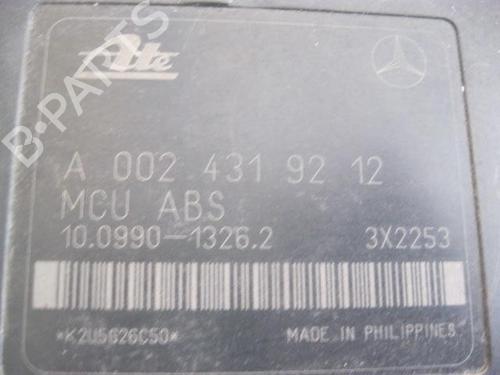 Ate
B-PARTS
A 002 431 92 12
MCU ABS
10.0990-1326.2 3X2253
*K2U5626C50*
MADE IN PHILIPPINES